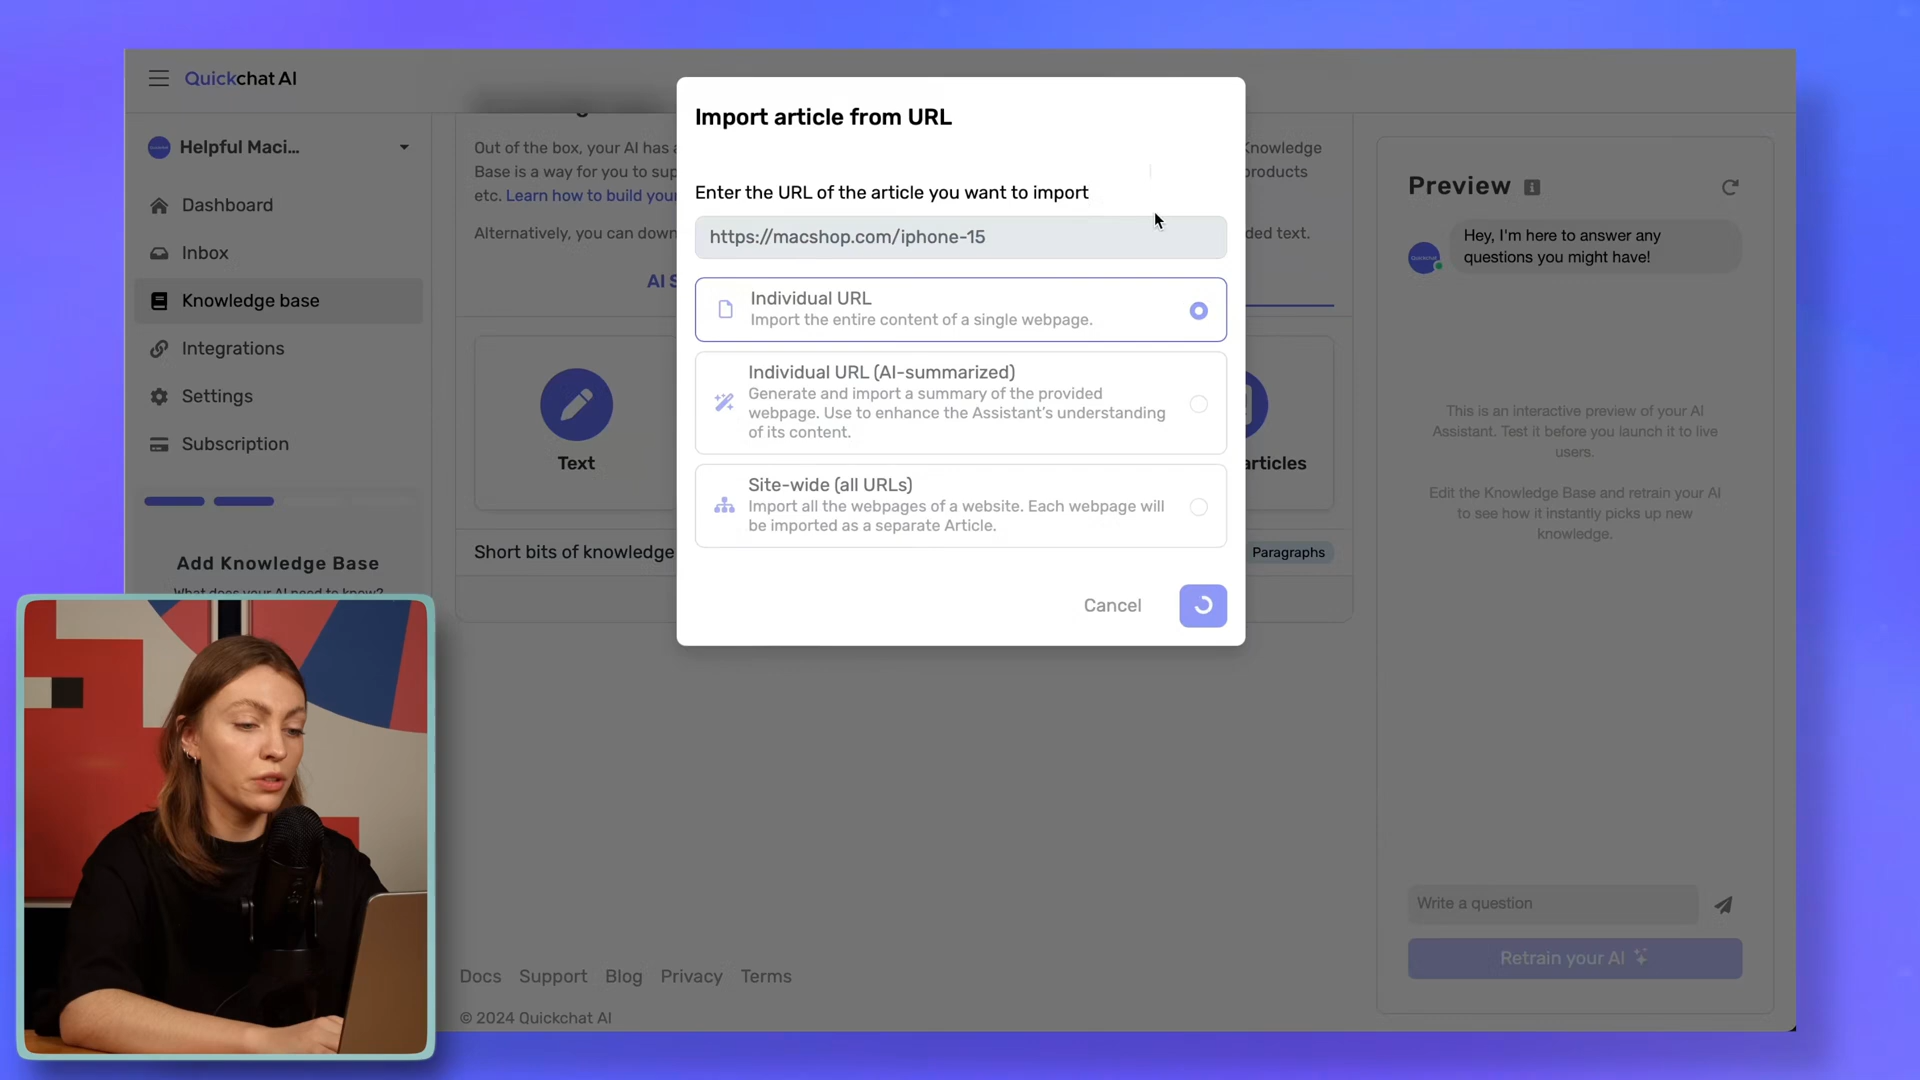 Quickchat AI
Helpful Maci...
Dashboard
Inbox
Knowledge base
Integrations
Settings
Subscription
Add Knowledge Base
What does your AI need to know?
Out of the box, your AI has
Knowledge
Base is a way for you to
products
etc. Learn how to build your
Alternatively, you can
ded text.
Text
articles
Short bits of knowledge
Paragraphs
Import article from URL
Enter the URL of the article you want to import
https://macshop.com/iphone-15
Individual URL
Import the entire content of a single webpage.
Individual URL (AI-summarized)
Generate and import a summary of the provided
webpage. Use to enhance the Assistant's understanding
of its content.
Site-wide (all URLs)
Import all the webpages of a website. Each webpage will
be imported as a separate Article.
Cancel
Preview
Hey, I'm here to answer any
questions you might have!
This is an interactive preview of your AI
Assistant. Test it before you launch it to live
users.
Edit the Knowledge Base and retrain your AI
to see how it instantly picks up new
knowledge.
Write a question
Retrain your AI
Docs Support Blog Privacy Terms
© 2024 Quickchat AI